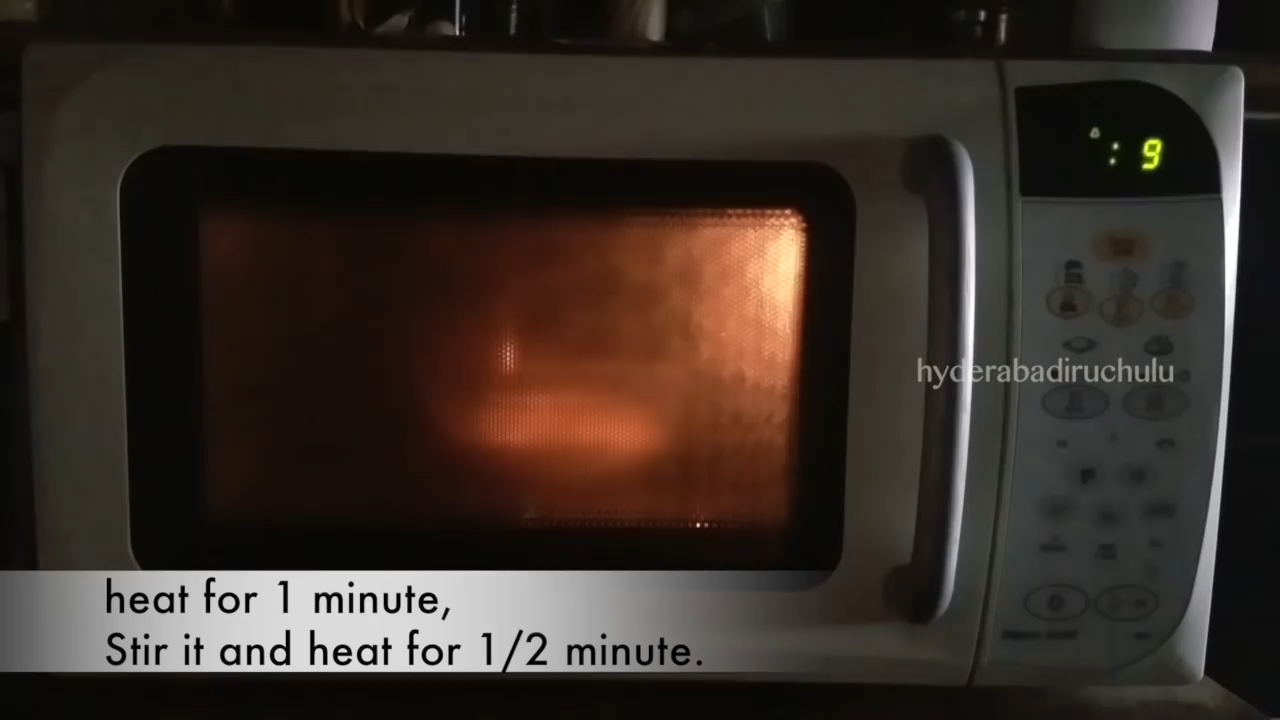 : 9
hyderabadiruchulu
heat for 1 minute,
Stir it and heat for 1/2 minute.